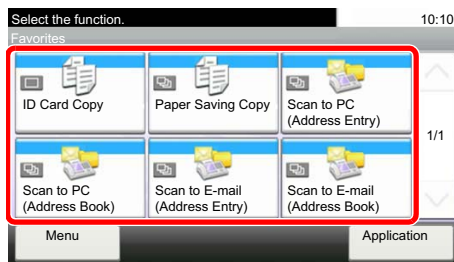 Select the function.
10:10
Favorites
ID Card Copy
Paper Saving Copy
Scan to PC
(Address Entry)
1/1
Scan to PC
(Address Book)
Scan to E-mail
(Address Entry)
Scan to E-mail
(Address Book)
Menu
Application